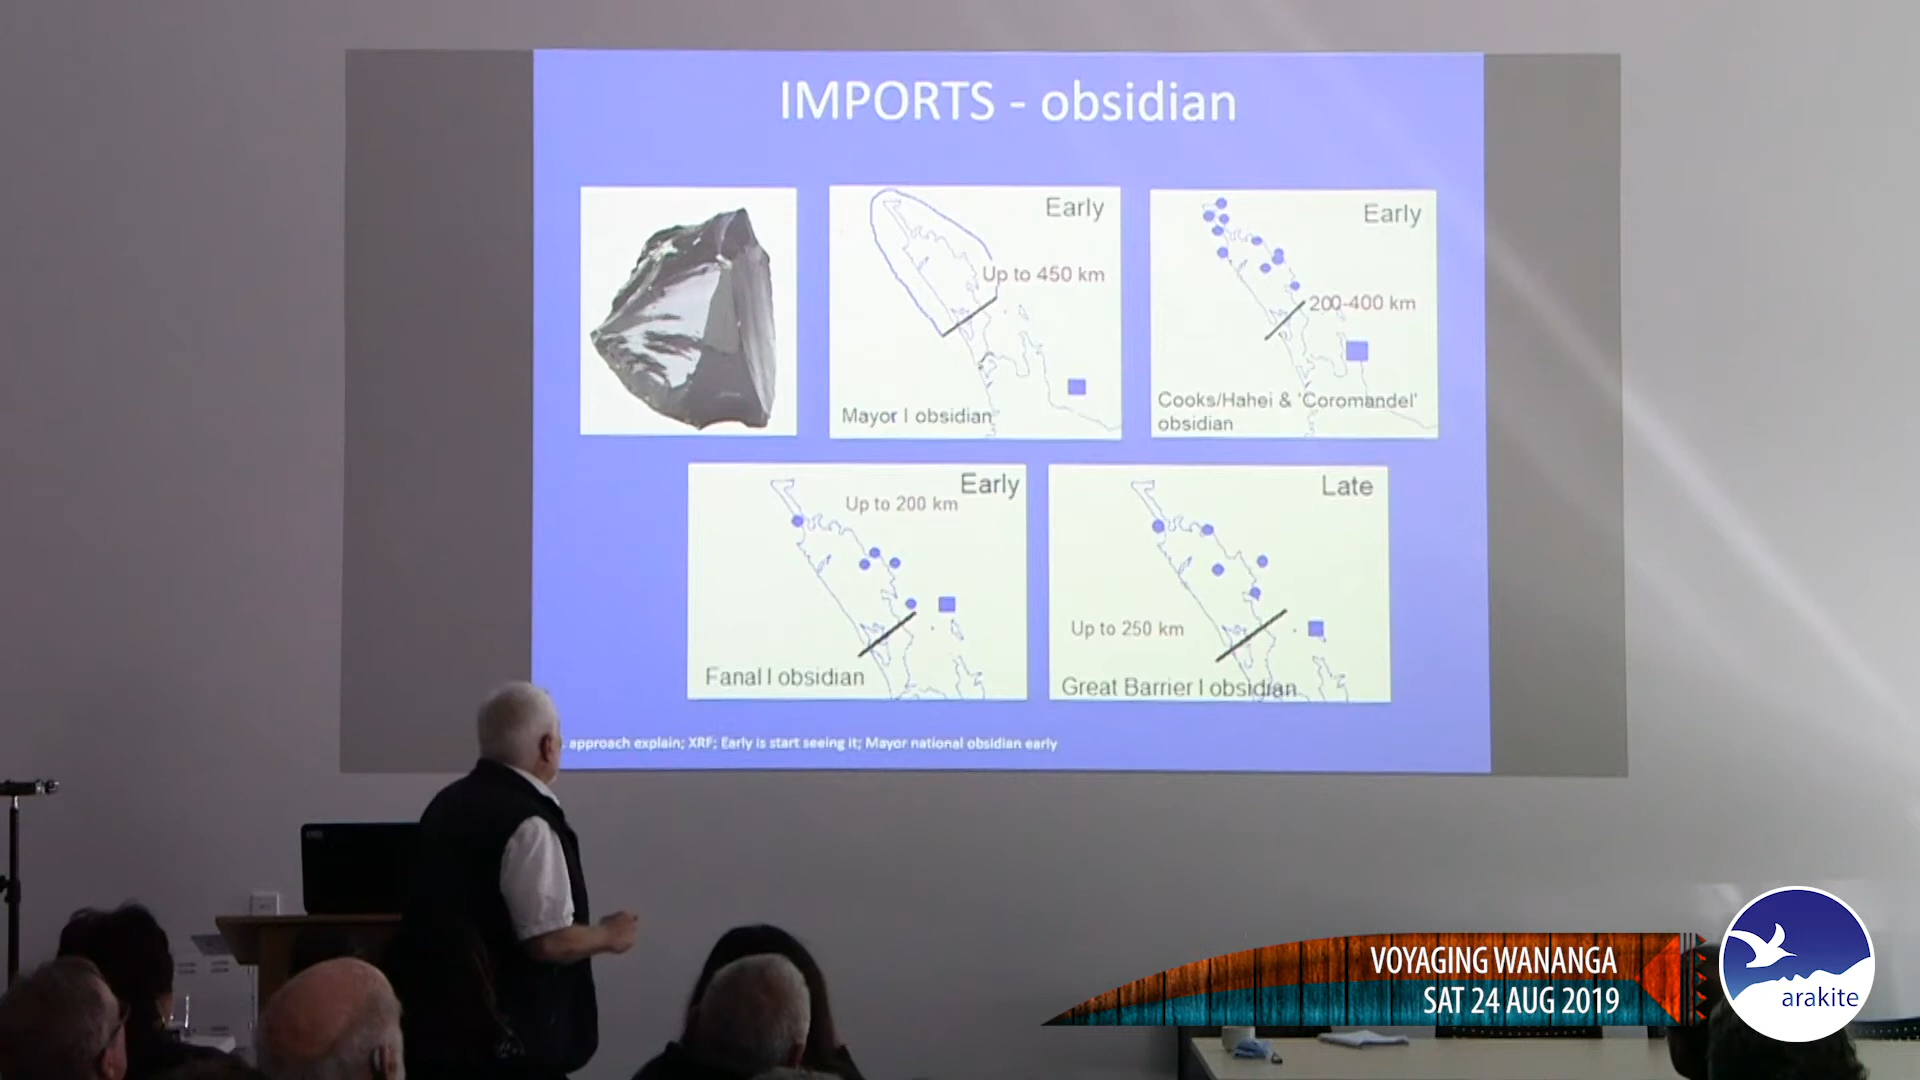 IMPORTS - obsidian
Early
Up to 450 km
Mayor I obsidian
Early
200-400 km
Cooks/Hahei & 'Coromandel'
obsidian
Early
Up to 200 km
Fanal I obsidian
Late
Up to 250 km
Great Barrier I obsidian
approach explain; XRF; Early is start seeing it; Mayor national obsidian early
VOYAGING WANANGA
SAT 24 AUG 2019
arakite